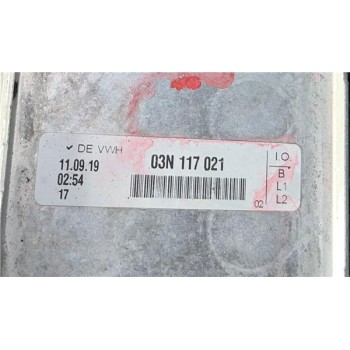 ✓ DE VWH
11.09.19
02:54
17
03N 117 021
02
I O
B
L1
L2